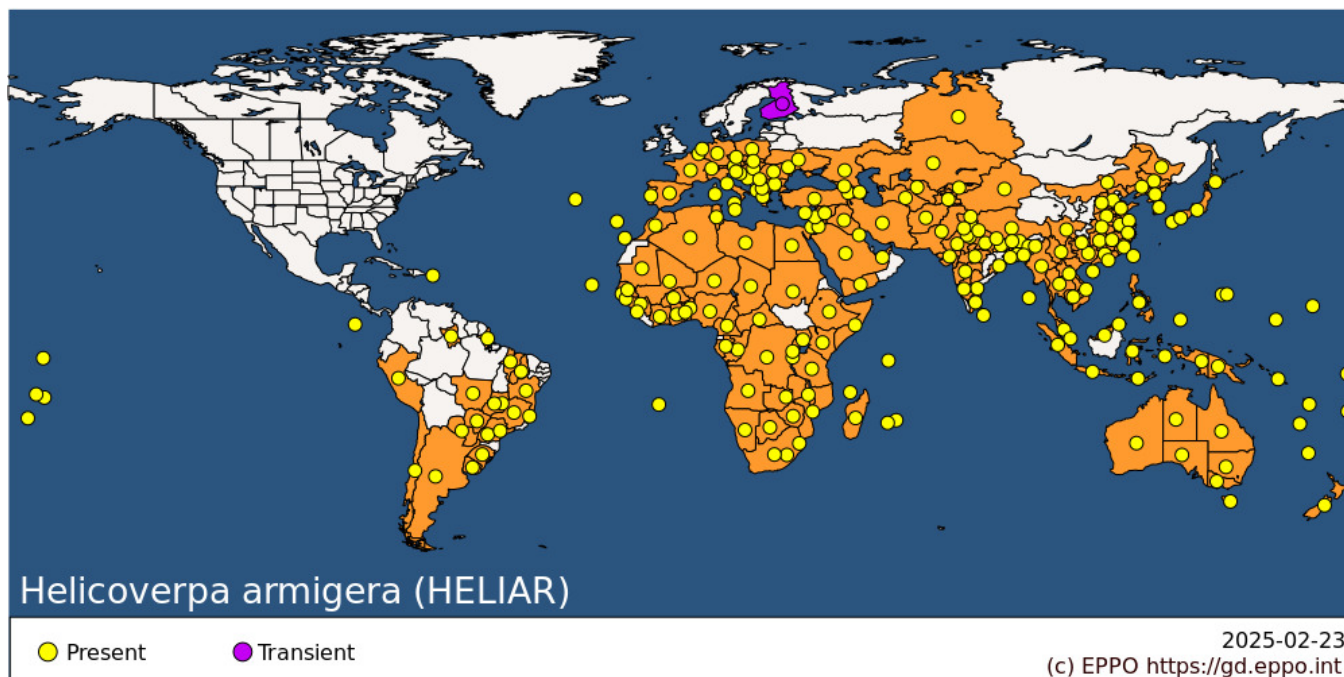 Helicoverpa armigera (HELIAR)
Present
Transient
2025-02-23
(c) EPPO https://gd.eppo.int